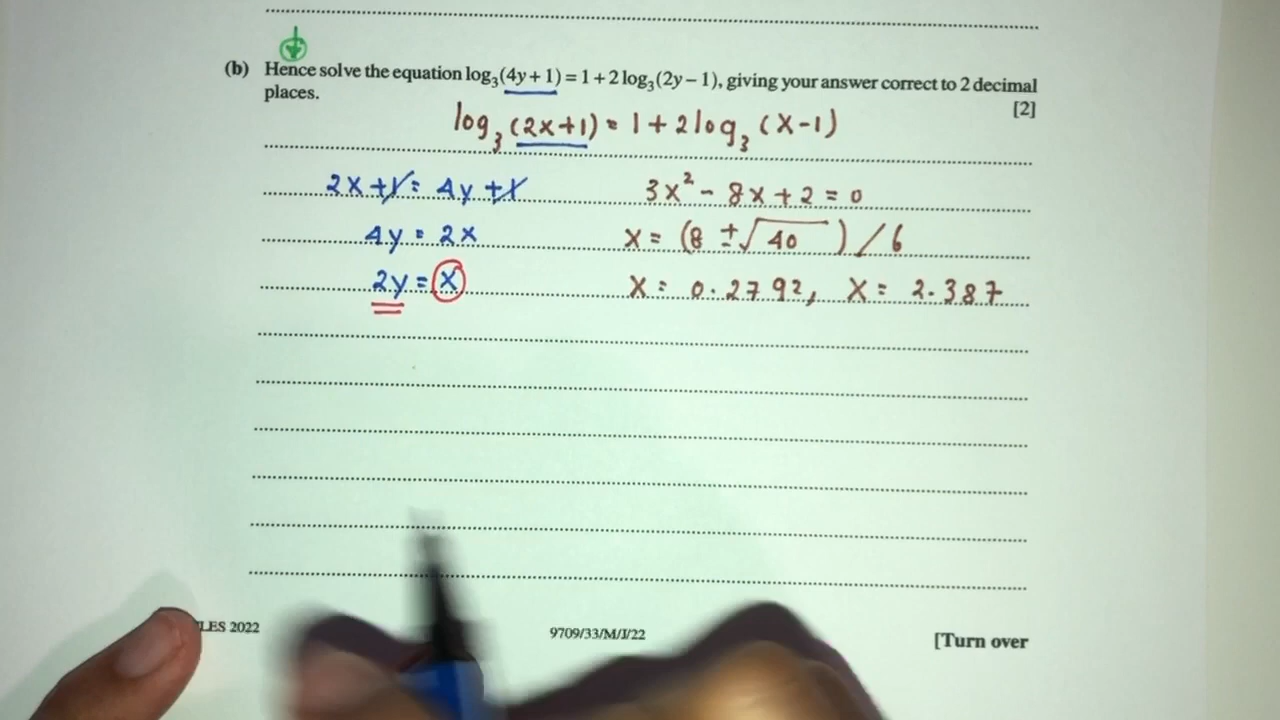 (b) Hence solve the equation log₃(4y + 1) = 1 + 2 log₃(2y − 1), giving your answer correct to 2 decimal
places. [2]
log₃ (2x+1) = 1 + 2log₃ (x-1)
2x + 1 = 4y + 1
3x² - 8x + 2 = 0
4y = 2x
x = (8 ± √40) / 6
2y = x
x = 0.2792, x = 2.387
LES 2022 9709/33/M/J/22 [Turn over